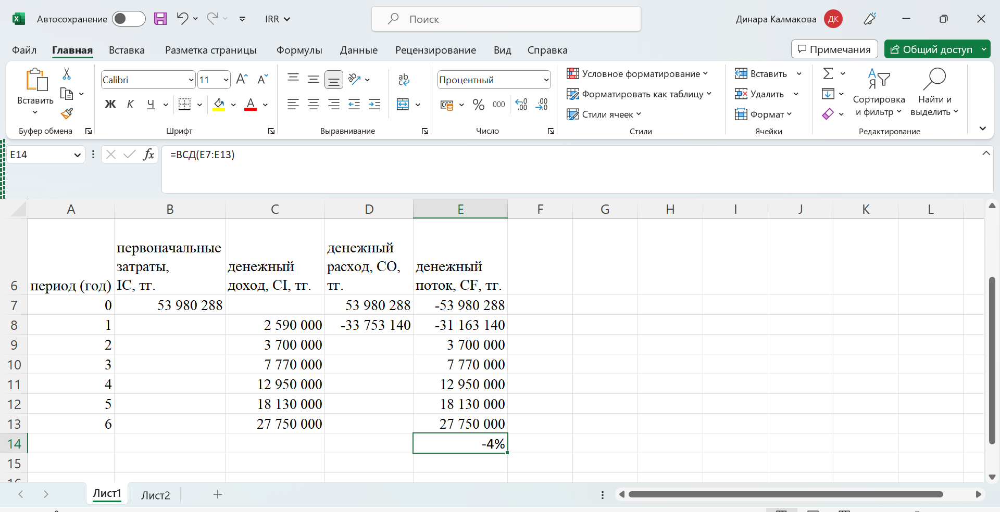 Автосохранение
IRR
Поиск
Динара Калмакова
ДК
Файл Главная Вставка Разметка страницы Формулы Данные Рецензирование Вид Справка
Примечания
Общий доступ
Вставить
Буфер обмена
Calibri 11
Ж К Ч
Шрифт
Выравнивание
Процентный
% 000
Число
Условное форматирование
Форматировать как таблицу
Стили ячеек
Стили
Вставить
Удалить
Формат
Ячейки
Сортировка
и фильтр
Найти и
выделить
Редактирование
E14
fx
=ВСД(E7:E13)
A B C D E F G H I J K L
6
период (год)
первоначальные
затраты,
IC, тг.
денежный
доход, CI, тг.
денежный
расход, CO,
тг.
денежный
поток, CF, тг.
7 0 53 980 288 53 980 288 -53 980 288
8 1 2 590 000 -33 753 140 -31 163 140
9 2 3 700 000 3 700 000
10 3 7 770 000 7 770 000
11 4 12 950 000 12 950 000
12 5 18 130 000 18 130 000
13 6 27 750 000 27 750 000
14 -4%
15
Лист1 Лист2